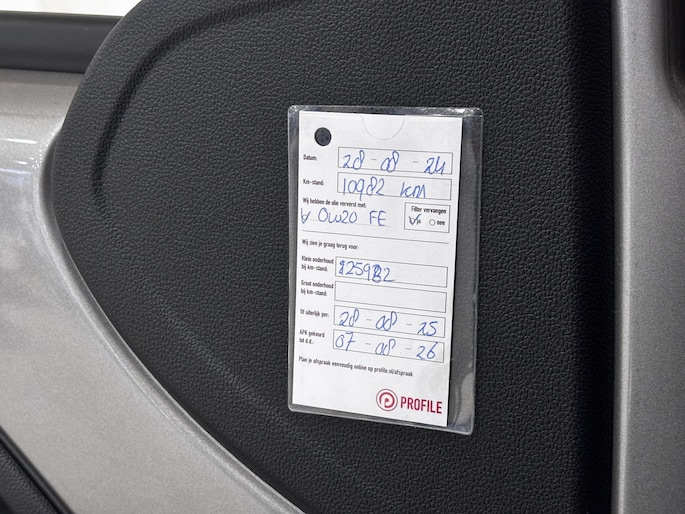 Datum: 28-08-24
Km-stand: 10982 km
Wij hebben de olie ververst met:
V 0W20 FE
Filter vervangen
ja nee
Wij zien je graag terug voor:
Klein onderhoud
bij km-stand: 25982
Groot onderhoud
bij km-stand:
Of uiterlijk per: 28-08-25
APK gekeurd
tot d.d.: 07-08-26
Plan je afspraak eenvoudig online op profile.nl/afspraak
PROFILE